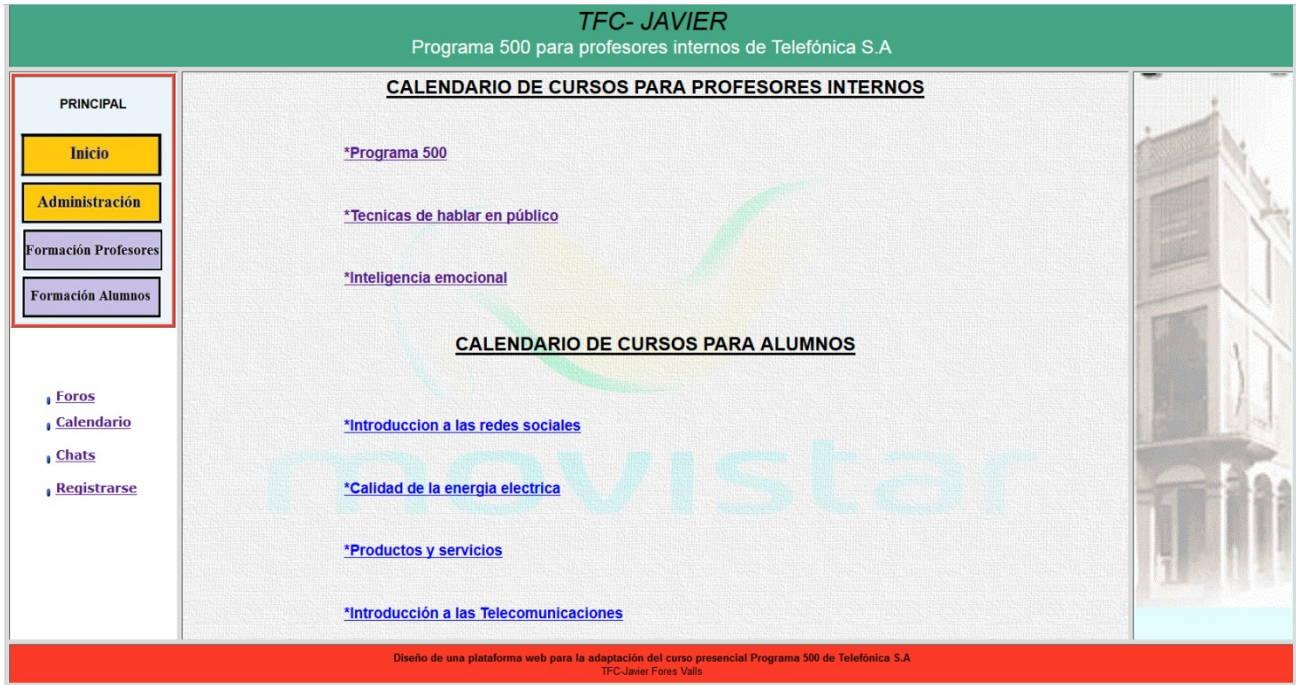 TFC- JAVIER
Programa 500 para profesores internos de Telefónica S.A
PRINCIPAL
Inicio
Administración
Formación Profesores
Formación Alumnos
Foros
Calendario
Chats
Registrarse
CALENDARIO DE CURSOS PARA PROFESORES INTERNOS
*Programa 500
*Tecnicas de hablar en público
*Inteligencia emocional
CALENDARIO DE CURSOS PARA ALUMNOS
*Introduccion a las redes sociales
*Calidad de la energia electrica
*Productos y servicios
*Introducción a las Telecomunicaciones
movistar
Diseño de una plataforma web para la adaptación del curso presencial Programa 500 de Telefónica S.A
TFC-Javier Fores Valls